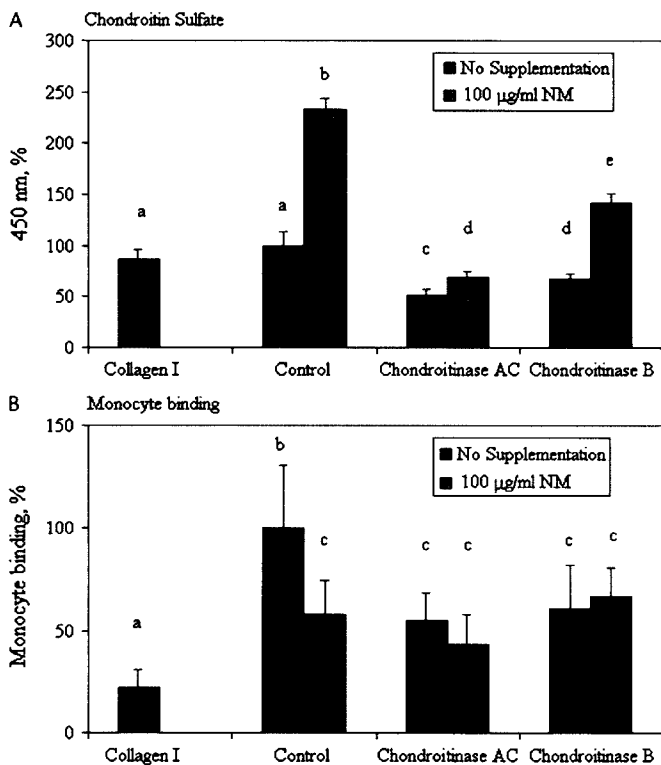 A
Chondroitin Sulfate
300
250
200
150
100
50
0
450 nm, %
No Supplementation
100 μg/ml NM
a
a
b
c
d
d
e
Collagen I
Control
Chondroitinase AC
Chondroitinase B
B
Monocyte binding
150
100
50
0
Monocyte binding, %
No Supplementation
100 μg/ml NM
a
b
c
c
c
c
c
Collagen I
Control
Chondroitinase AC
Chondroitinase B